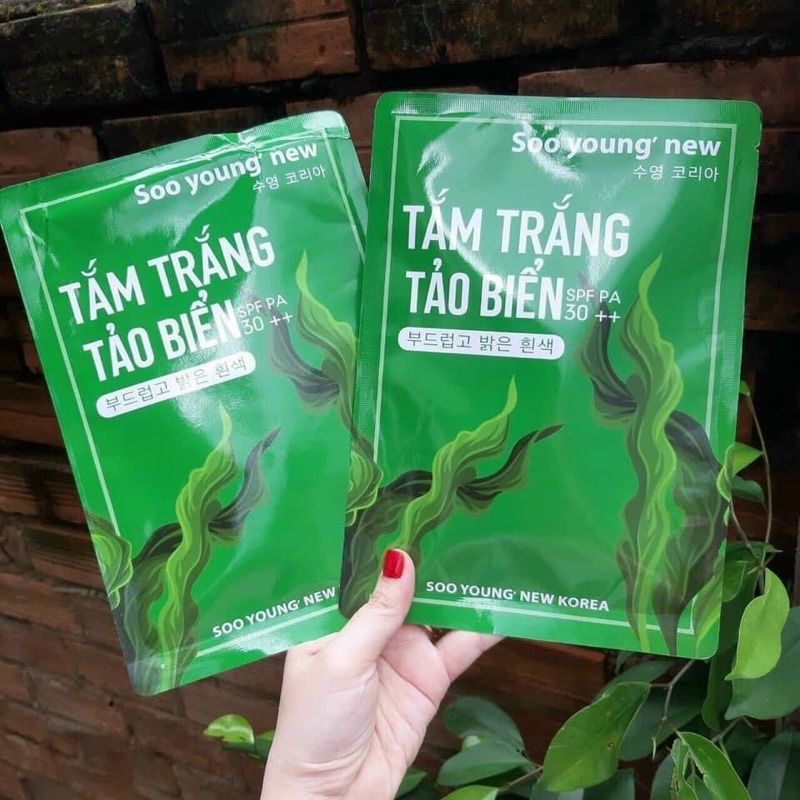 Soo young' new
수영 코리아
TẮM TRẮNG
TẢO BIỂN
SPF PA
30 ++
부드럽고 밝은 흰색
SOO YOUNG' NEW
Soo young' new
수영 코리아
TẮM TRẮNG
TẢO BIỂN
SPF PA
30 ++
부드럽고 밝은 흰색
SOO YOUNG' NEW KOREA